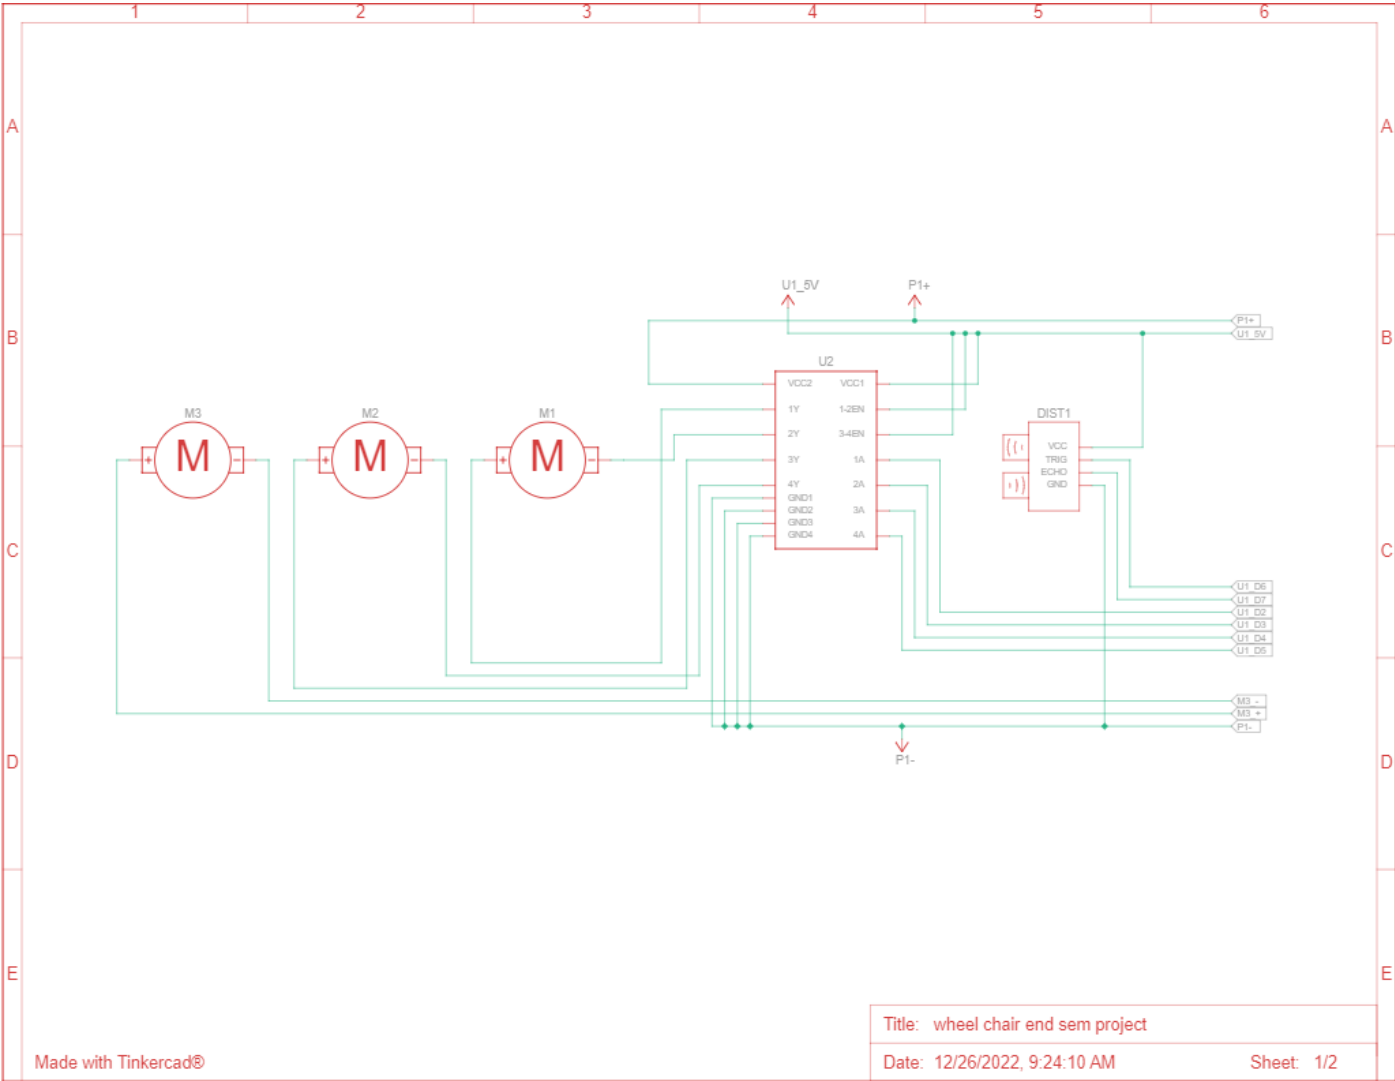 1 2 3 4 5 6
A A
U1_5V P1+
P1+
B B
U1_5V
U2
VCC2 VCC1
M3 M2 M1 1Y 1-2EN DIST1
2Y 3-4EN
+ M - + M - + M - 3Y 1A VCC
TRIG
ECHO
4Y 2A GND
GND1
GND2 3A
GND3
GND4 4A
C C
U1_D6
U1_D7
U1_D2
U1_D3
U1_D4
U1_D5
M3_-
M3_+
P1-
D D
P1-
E E
Title: wheel chair end sem project
Made with Tinkercad® Date: 12/26/2022, 9:24:10 AM Sheet: 1/2